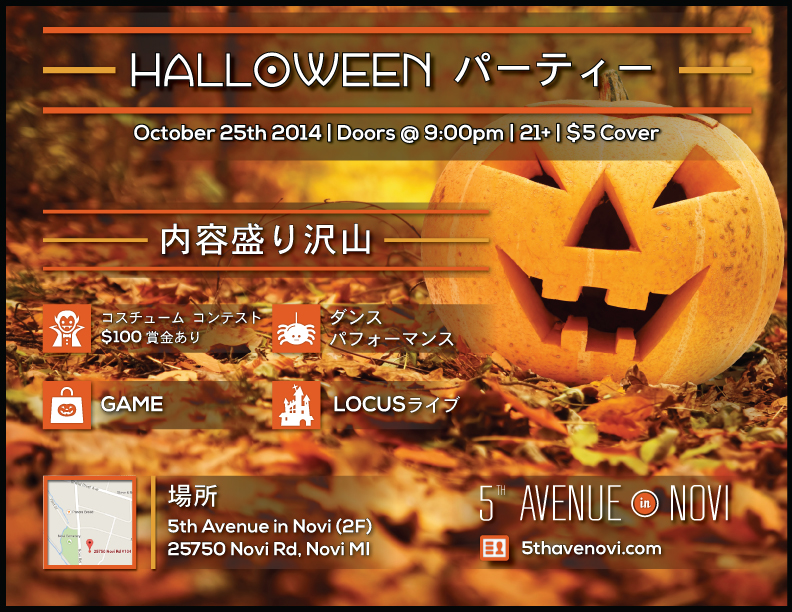 HALLOWEEN パーティー
October 25th 2014 | Doors @ 9:00pm | 21+ | $5 Cover
内容盛り沢山
コスチューム コンテスト
$100 賞金あり
ダンス
パフォーマンス
GAME
LOCUSライブ
場所
5th Avenue in Novi (2F)
25750 Novi Rd, Novi MI
5TH AVENUE in NOVI
5thavenovi.com